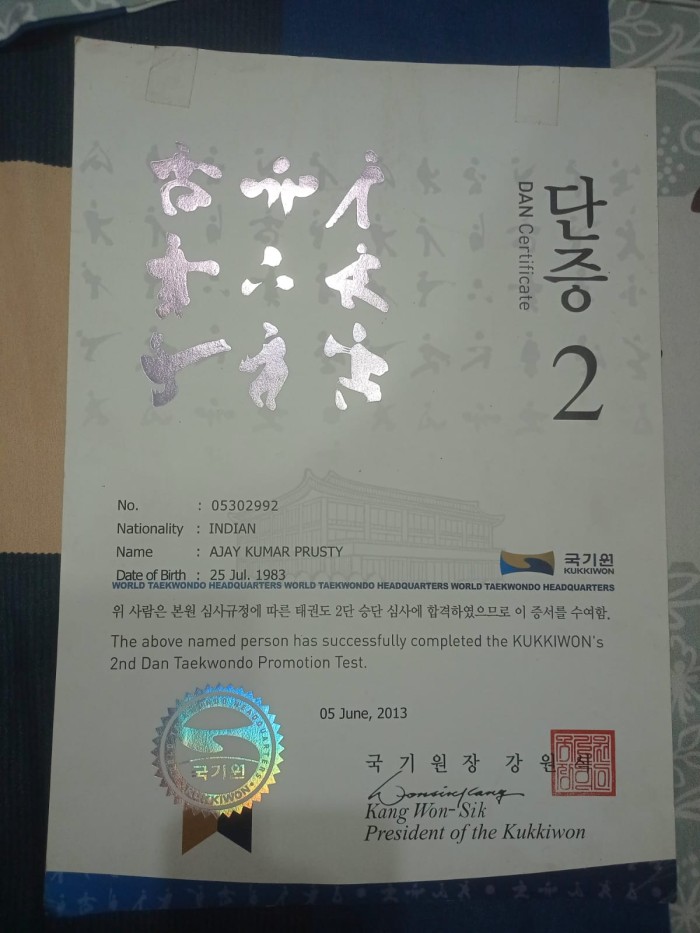 단증
DAN Certificate
2
No. : 05302992
Nationality : INDIAN
Name : AJAY KUMAR PRUSTY
Date of Birth : 25 Jul. 1983
국기원
KUKKIWON
WORLD TAEKWONDO HEADQUARTERS WORLD TAEKWONDO HEADQUARTERS WORLD TAEKWONDO HEADQUARTERS
위 사람은 본원 심사규정에 따른 태권도 2단 승단 심사에 합격하였으므로 이 증서를 수여함.
The above named person has successfully completed the KUKKIWON's
2nd Dan Taekwondo Promotion Test.
05 June, 2013
WORLD TAEKWONDO HEADQUARTERS
국기원
KUKKIWON
국 기 원 장 강 원 식
Wonsik Kang
Kang Won-Sik
President of the Kukkiwon